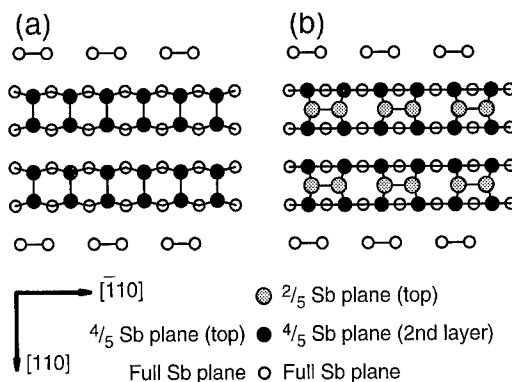 (a) (b)
[1̄10]
2/5 Sb plane (top)
4/5 Sb plane (top) 4/5 Sb plane (2nd layer)
[110]
Full Sb plane Full Sb plane